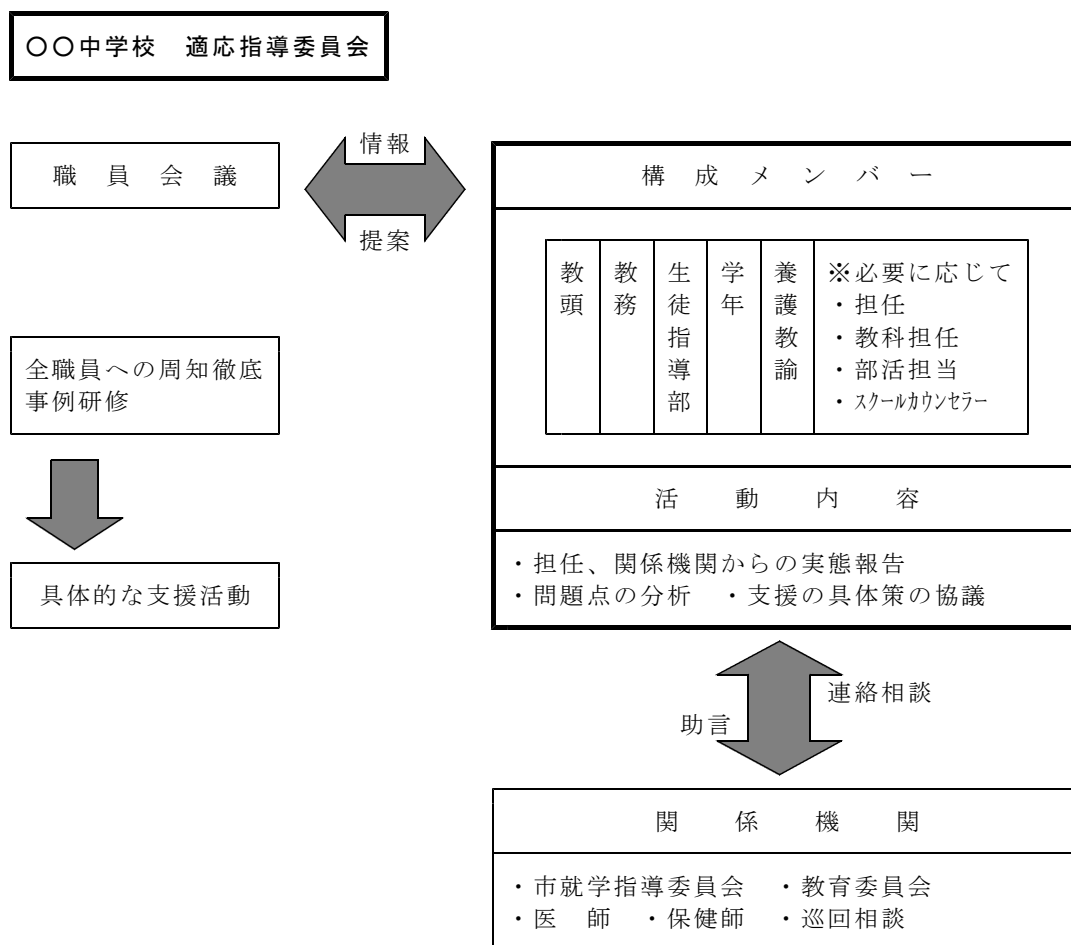 〇〇中学校　適応指導委員会
職員会議
情報
提案
全職員への周知徹底
事例研修
具体的な支援活動
構成メンバー
教頭
教務
生徒指導部
学年
養護教諭
※必要に応じて
・担任
・教科担任
・部活担当
・ｽｸｰﾙｶｳﾝｾﾗｰ
活動内容
・担任、関係機関からの実態報告
・問題点の分析　・支援の具体策の協議
連絡相談
助言
関係機関
・市就学指導委員会　・教育委員会
・医　師　・保健師　・巡回相談